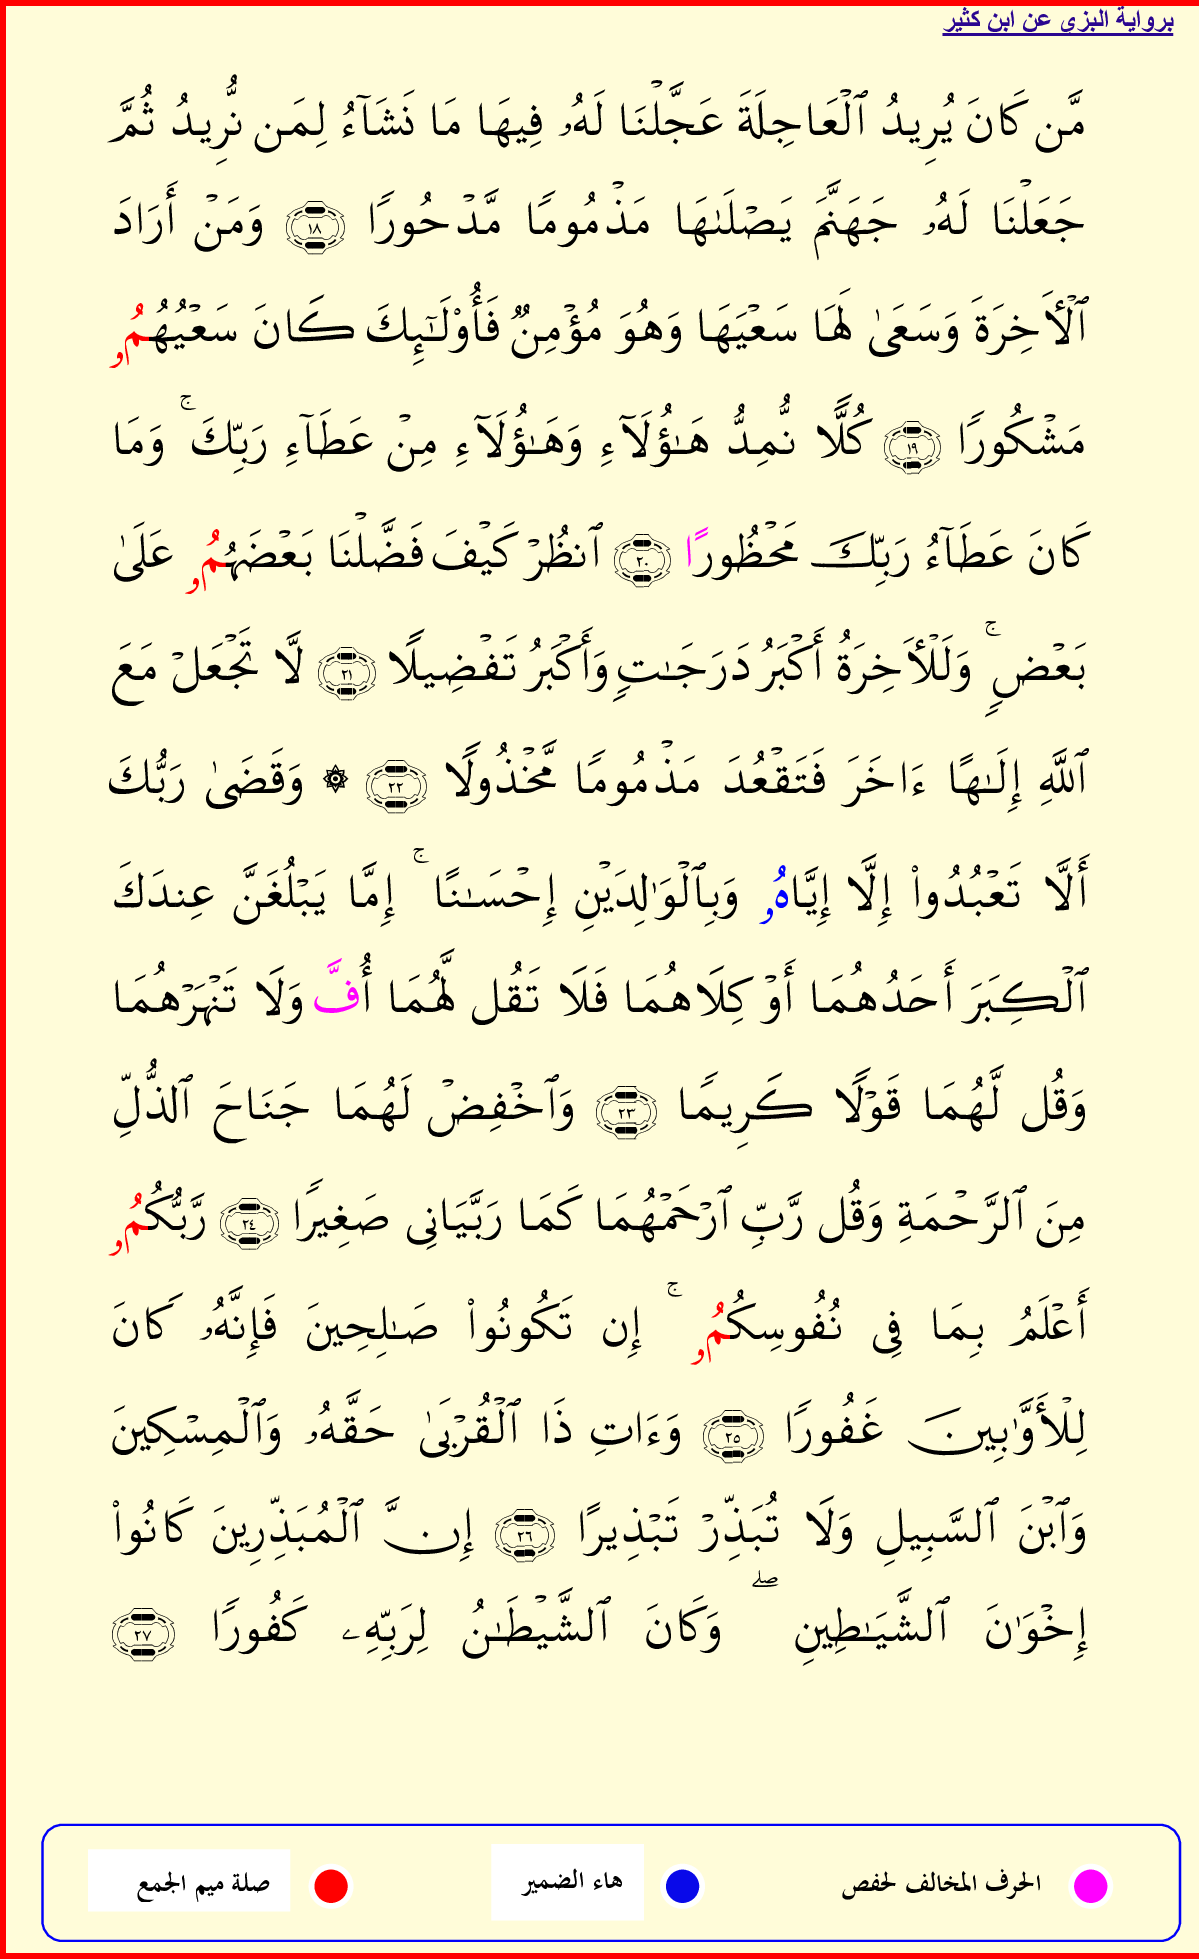 برواية البزي عن ابن كثير
مَّن كَانَ يُرِيدُ ٱلْعَاجِلَةَ عَجَّلْنَا لَهُۥ فِيهَا مَا نَشَآءُ لِمَن نُّرِيدُ ثُمَّ
جَعَلْنَا لَهُۥ جَهَنَّمَ يَصْلَىٰهَا مَذْمُومًا مَّدْحُورًا ١٨ وَمَنْ أَرَادَ
ٱلْأَخِرَةَ وَسَعَىٰ لَهَا سَعْيَهَا وَهُوَ مُؤْمِنٌ فَأُوْلَٰٓئِكَ كَانَ سَعْيُهُمُۥ
مَشْكُورًا ١٩ كُلًّا نُّمِدُّ هَٰٓؤُلَآءِ وَهَٰٓؤُلَآءِ مِنْ عَطَآءِ رَبِّكَ ۚ وَمَا
كَانَ عَطَآءُ رَبِّكَ مَحْظُورًا ٢٠ ٱنظُرْ كَيْفَ فَضَّلْنَا بَعْضَهُمُۥ عَلَىٰ
بَعْضٍ ۚ وَلَلْأَخِرَةُ أَكْبَرُ دَرَجَٰتٍ وَأَكْبَرُ تَفْضِيلًا ٢١ لَّا تَجْعَلْ مَعَ
ٱللَّهِ إِلَٰهًا ءَاخَرَ فَتَقْعُدَ مَذْمُومًا مَّخْذُولًا ٢٢ ۞ وَقَضَىٰ رَبُّكَ
أَلَّا تَعْبُدُواْ إِلَّا إِيَّاهُۥ وَبِٱلْوَٰلِدَيْنِ إِحْسَٰنًا ۚ إِمَّا يَبْلُغَنَّ عِندَكَ
ٱلْكِبَرَ أَحَدُهُمَا أَوْ كِلَاهُمَا فَلَا تَقُل لَّهُمَا أُفَّ وَلَا تَنْهَرْهُمَا
وَقُل لَّهُمَا قَوْلًا كَرِيمًا ٢٣ وَٱخْفِضْ لَهُمَا جَنَاحَ ٱلذُّلِّ
مِنَ ٱلرَّحْمَةِ وَقُل رَّبِّ ٱرْحَمْهُمَا كَمَا رَبَّيَانِى صَغِيرًا ٢٤ رَّبُّكُمُۥ
أَعْلَمُ بِمَا فِى نُفُوسِكُمُۥ ۚ إِن تَكُونُواْ صَٰلِحِينَ فَإِنَّهُۥ كَانَ
لِلْأَوَّٰبِينَ غَفُورًا ٢٥ وَءَاتِ ذَا ٱلْقُرْبَىٰ حَقَّهُۥ وَٱلْمِسْكِينَ
وَٱبْنَ ٱلسَّبِيلِ وَلَا تُبَذِّرْ تَبْذِيرًا ٢٦ إِنَّ ٱلْمُبَذِّرِينَ كَانُواْ
إِخْوَٰنَ ٱلشَّيَٰطِينِ ۖ وَكَانَ ٱلشَّيْطَٰنُ لِرَبِّهِۦ كَفُورًا ٢٧
الحرف المخالف لحفص هاء الضمير صلة ميم الجمع